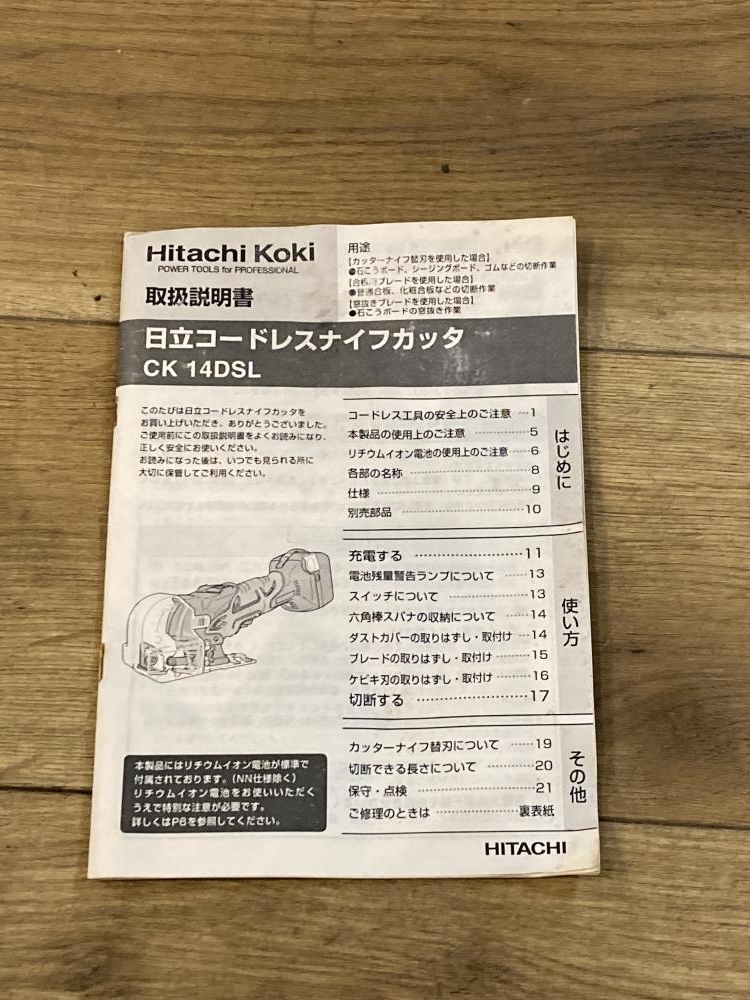 Hitachi Koki
POWER TOOLS for PROFESSIONAL
取扱説明書
用途
【カッターナイフ替刃を使用した場合】
●石こうボード、シージングボード、ゴムなどの切断作業
【合板用ブレードを使用した場合】
●普通合板、化粧合板などの切断作業
【窓抜きブレードを使用した場合】
●石こうボードの窓抜き作業
日立コードレスナイフカッタ
CK 14DSL
このたびは日立コードレスナイフカッタを
お買い上げいただき、ありがとうございました。
ご使用前にこの取扱説明書をよくお読みになり、
正しく安全にお使いください。
お読みになった後は、いつでも見られる所に
大切に保管してご利用ください。
はじめに
コードレス工具の安全上のご注意 …1
本製品の使用上のご注意 …………5
リチウムイオン電池の使用上のご注意 …6
各部の名称 ……………………8
仕様 ……………………………9
別売部品 ………………………10
使い方
充電する ……………………11
電池残量警告ランプについて ……13
スイッチについて ………………13
六角棒スパナの収納について ……14
ダストカバーの取りはずし・取付け …14
ブレードの取りはずし・取付け ……15
ケビキ刃の取りはずし・取付け ……16
切断する ……………………17
その他
カッターナイフ替刃について ……19
切断できる長さについて …………20
保守・点検 ……………………21
ご修理のときは ………………裏表紙
本製品にはリチウムイオン電池が標準で
付属されております。(NN仕様除く)
リチウムイオン電池をお使いいただく
うえで特別な注意が必要です。
詳しくはP6を参照してください。
HITACHI